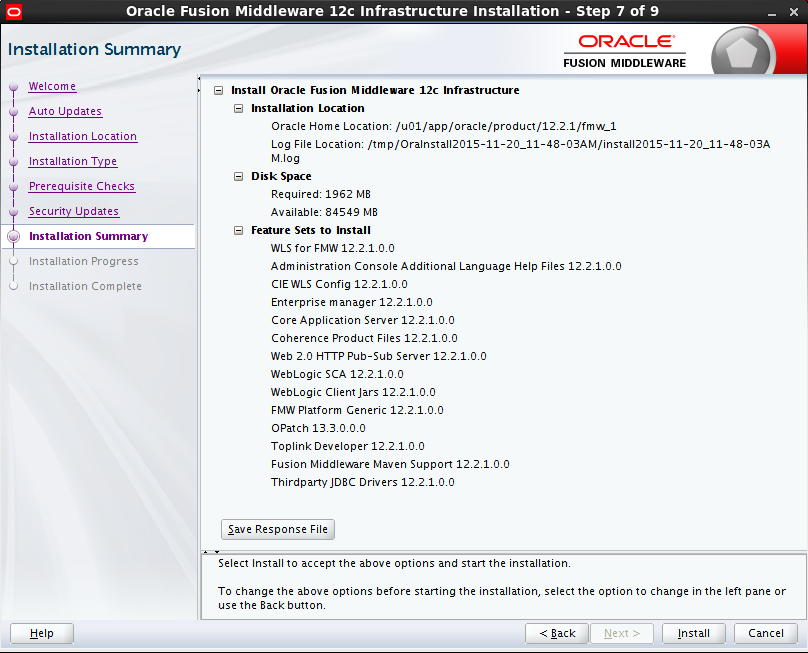 Oracle Fusion Middleware 12c Infrastructure Installation - Step 7 of 9
Installation Summary
ORACLE
FUSION MIDDLEWARE
Welcome
Auto Updates
Installation Location
Installation Type
Prerequisite Checks
Security Updates
Installation Summary
Installation Progress
Installation Complete
Install Oracle Fusion Middleware 12c Infrastructure
Installation Location
Oracle Home Location: /u01/app/oracle/product/12.2.1/fmw_1
Log File Location: /tmp/OraInstall2015-11-20_11-48-03AM/install2015-11-20_11-48-03A
M.log
Disk Space
Required: 1962 MB
Available: 84549 MB
Feature Sets to Install
WLS for FMW 12.2.1.0.0
Administration Console Additional Language Help Files 12.2.1.0.0
CIE WLS Config 12.2.1.0.0
Enterprise manager 12.2.1.0.0
Core Application Server 12.2.1.0.0
Coherence Product Files 12.2.1.0.0
Web 2.0 HTTP Pub-Sub Server 12.2.1.0.0
WebLogic SCA 12.2.1.0.0
WebLogic Client Jars 12.2.1.0.0
FMW Platform Generic 12.2.1.0.0
OPatch 13.3.0.0.0
Toplink Developer 12.2.1.0.0
Fusion Middleware Maven Support 12.2.1.0.0
Thirdparty JDBC Drivers 12.2.1.0.0
Save Response File
Select Install to accept the above options and start the installation.
To change the above options before starting the installation, select the option to change in the left pane or
use the Back button.
Help
< Back
Next >
Install
Cancel